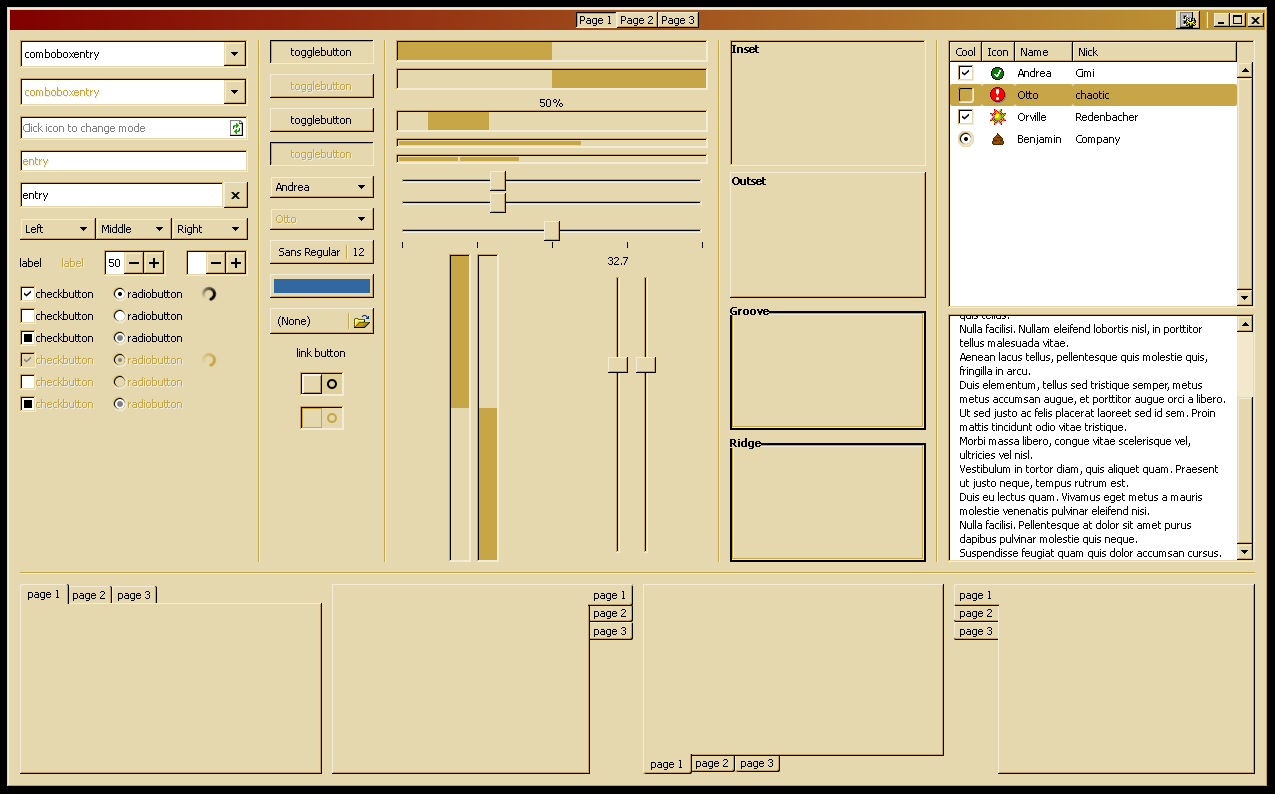 Page 1 Page 2 Page 3
comboboxentry
comboboxentry
Click icon to change mode
entry
entry
Left Middle Right
label label 50
checkbutton radiobutton
checkbutton radiobutton
checkbutton radiobutton
checkbutton radiobutton
checkbutton radiobutton
checkbutton radiobutton
togglebutton
togglebutton
togglebutton
togglebutton
Andrea
Otto
Sans Regular 12
(None)
link button
50%
32.7
Inset
Outset
Groove
Ridge
Cool Icon Name Nick
Andrea Cimi
Otto chaotic
Orville Redenbacher
Benjamin Company
quis tellus.
Nulla facilisi. Nullam eleifend lobortis nisl, in porttitor
tellus malesuada vitae.
Aenean lacus tellus, pellentesque quis molestie quis,
fringilla in arcu.
Duis elementum, tellus sed tristique semper, metus
metus accumsan augue, et porttitor augue orci a libero.
Ut sed justo ac felis placerat laoreet sed id sem. Proin
mattis tincidunt odio vitae tristique.
Morbi massa libero, congue vitae scelerisque vel,
ultricies vel nisl.
Vestibulum in tortor diam, quis aliquet quam. Praesent
ut justo neque, tempus rutrum est.
Duis eu lectus quam. Vivamus eget metus a mauris
molestie venenatis pulvinar eleifend nisi.
Nulla facilisi. Pellentesque at dolor sit amet purus
dapibus pulvinar molestie quis neque.
Suspendisse feugiat quam quis dolor accumsan cursus.
page 1 page 2 page 3
page 1
page 2
page 3
page 1 page 2 page 3
page 1
page 2
page 3